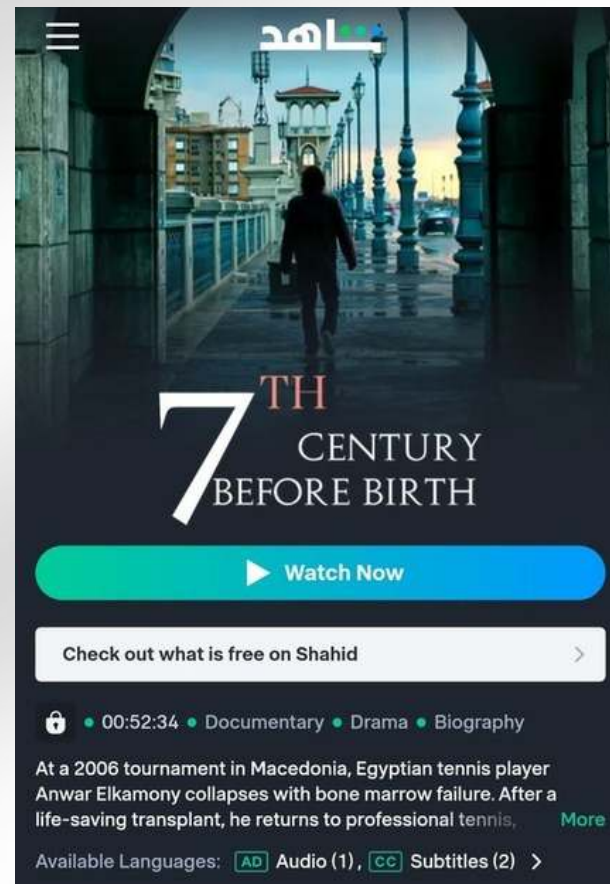 شاهد
7TH
CENTURY
BEFORE BIRTH
Watch Now
Check out what is free on Shahid
00:52:34 • Documentary • Drama • Biography
At a 2006 tournament in Macedonia, Egyptian tennis player
Anwar Elkamony collapses with bone marrow failure. After a
life-saving transplant, he returns to professional tennis, More
Available Languages: AD Audio (1), CC Subtitles (2) >